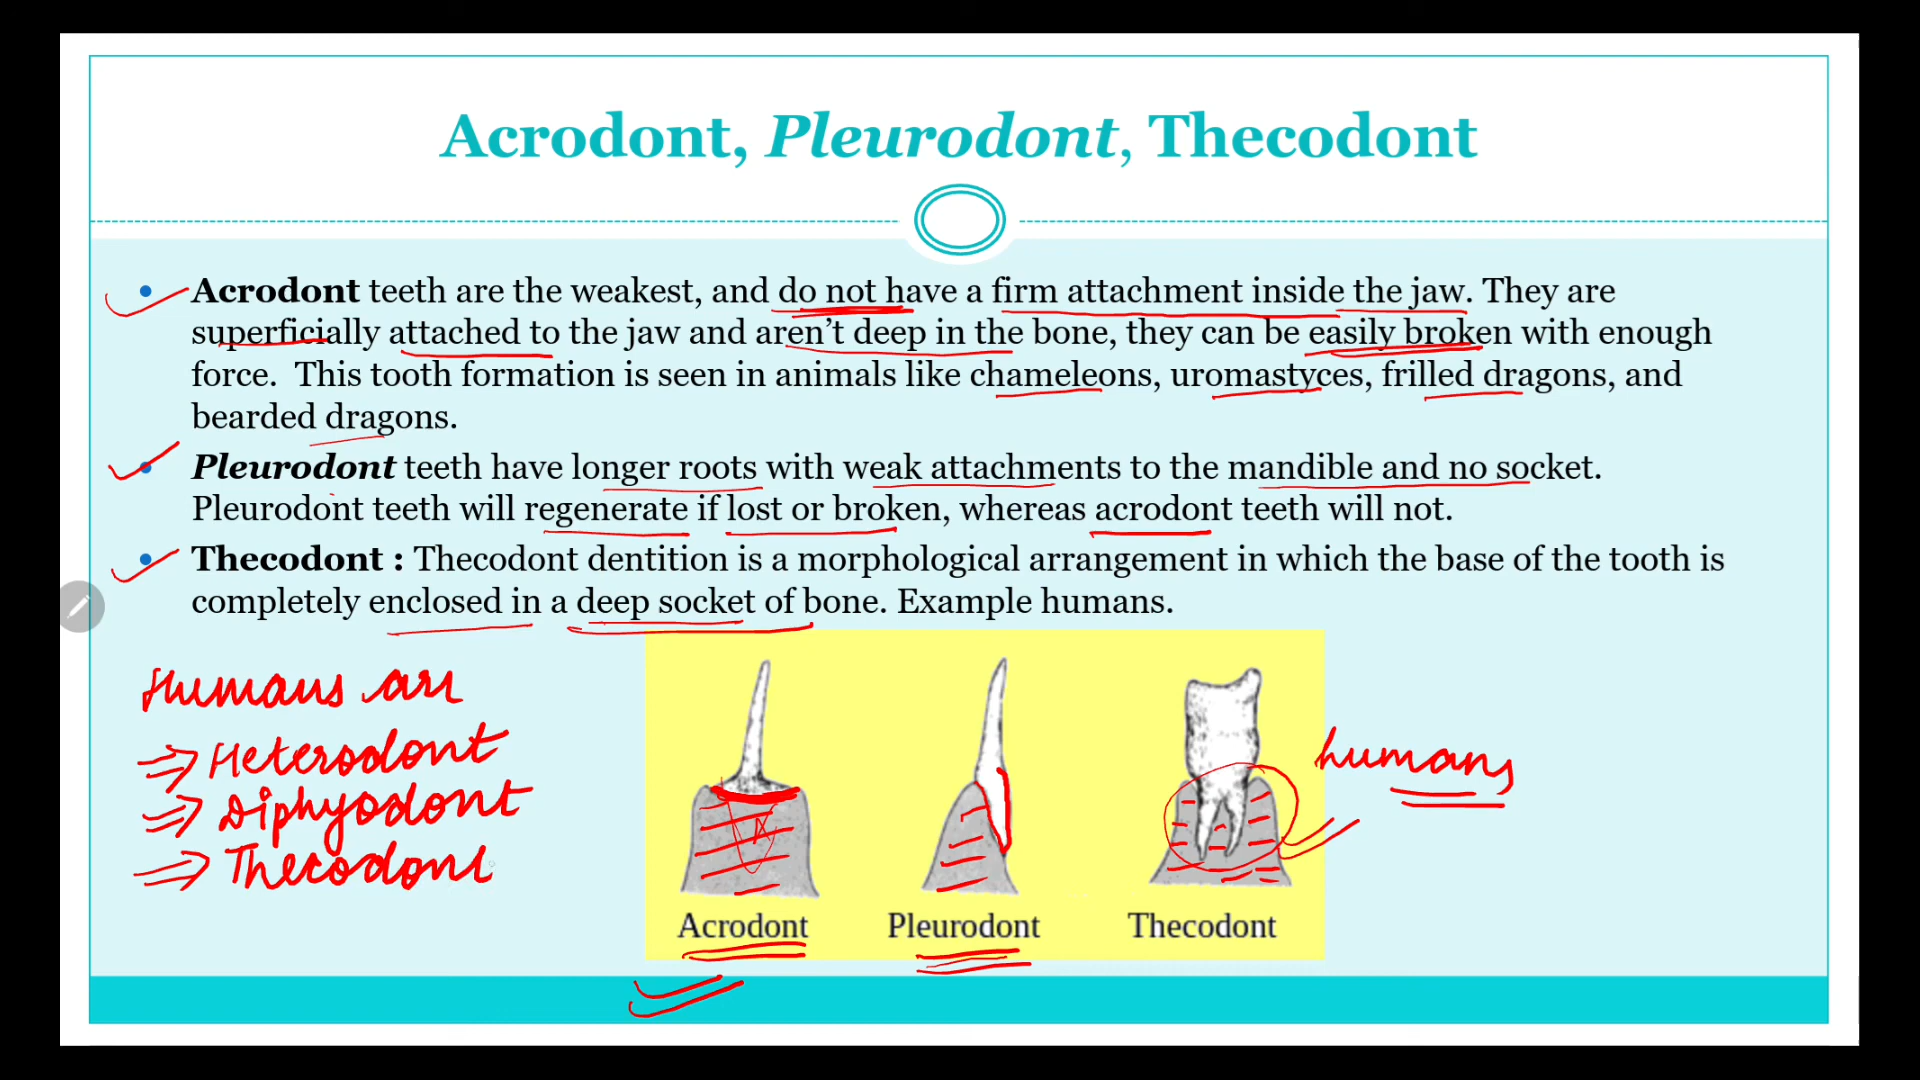 Acrodont, Pleurodont, Thecodont
• Acrodont teeth are the weakest, and do not have a firm attachment inside the jaw. They are
superficially attached to the jaw and aren't deep in the bone, they can be easily broken with enough
force. This tooth formation is seen in animals like chameleons, uromastyces, frilled dragons, and
bearded dragons.
• Pleurodont teeth have longer roots with weak attachments to the mandible and no socket.
Pleurodont teeth will regenerate if lost or broken, whereas acrodont teeth will not.
• Thecodont : Thecodont dentition is a morphological arrangement in which the base of the tooth is
completely enclosed in a deep socket of bone. Example humans.
Humans are
⇒ Heterodont
⇒ Diphyodont
⇒ Thecodont
humans
Acrodont Pleurodont Thecodont